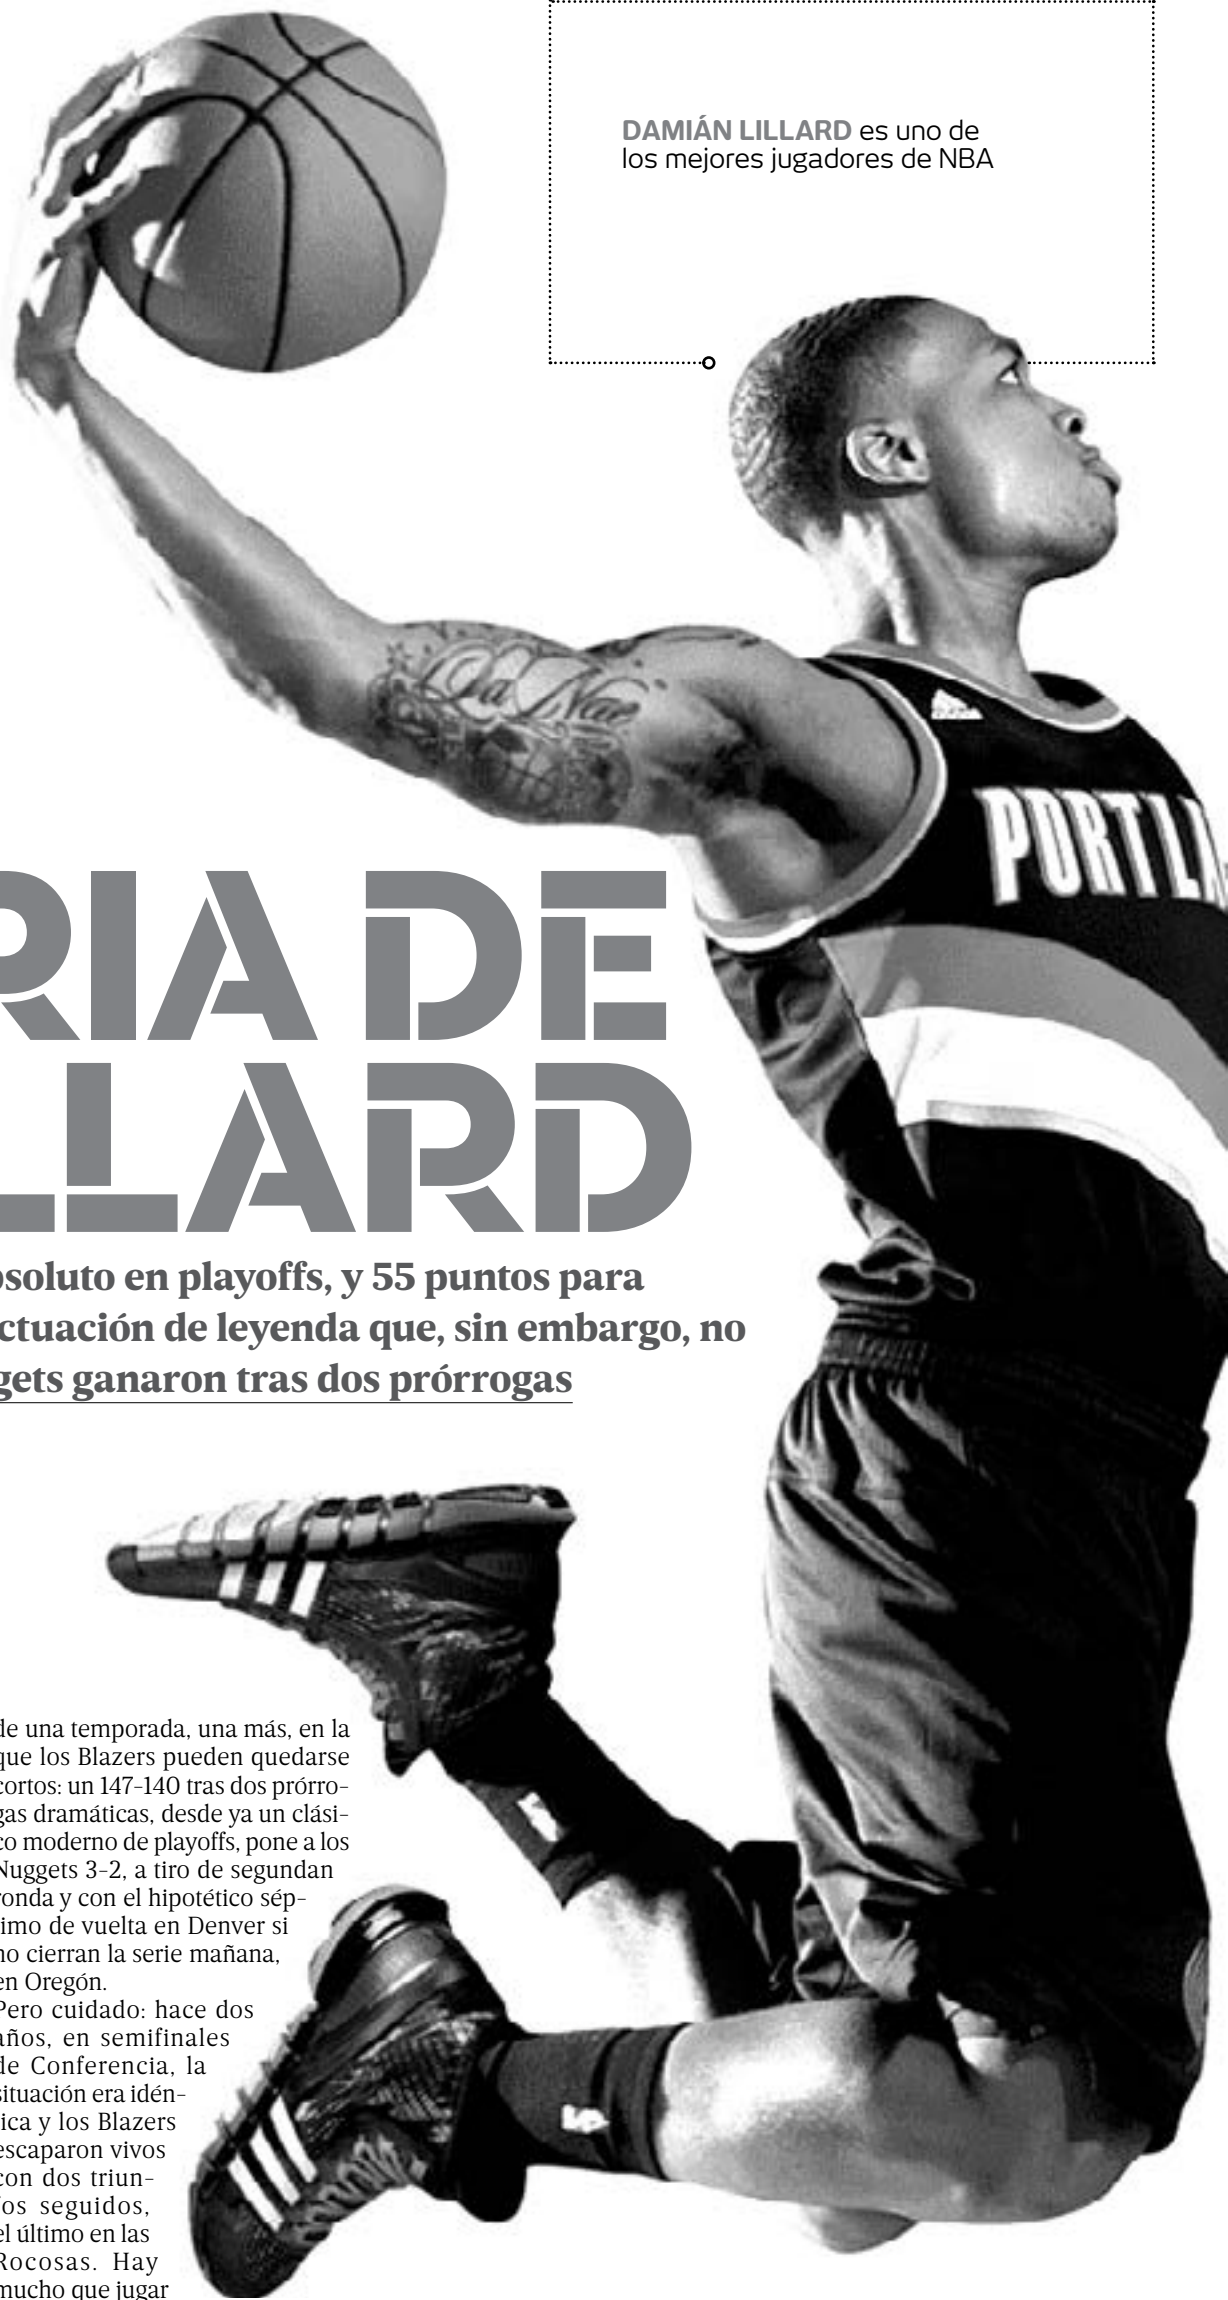 DAMIÁN LILLARD es uno de
los mejores jugadores de NBA
PORTLA
RIA DE
LLARD
bsoluto en playoffs, y 55 puntos para
ctuación de leyenda que, sin embargo, no
gets ganaron tras dos prórrogas
de una temporada, una más, en la
que los Blazers pueden quedarse
cortos: un 147-140 tras dos prórro-
gas dramáticas, desde ya un clási-
co moderno de playoffs, pone a los
Nuggets 3-2, a tiro de segundan
ronda y con el hipotético sép-
timo de vuelta en Denver si
no cierran la serie mañana,
en Oregón.
Pero cuidado: hace dos
años, en semifinales
de Conferencia, la
situación era idén-
tica y los Blazers
escaparon vivos
con dos triun-
fos seguidos,
el último en las
Rocosas. Hay
mucho que jugar